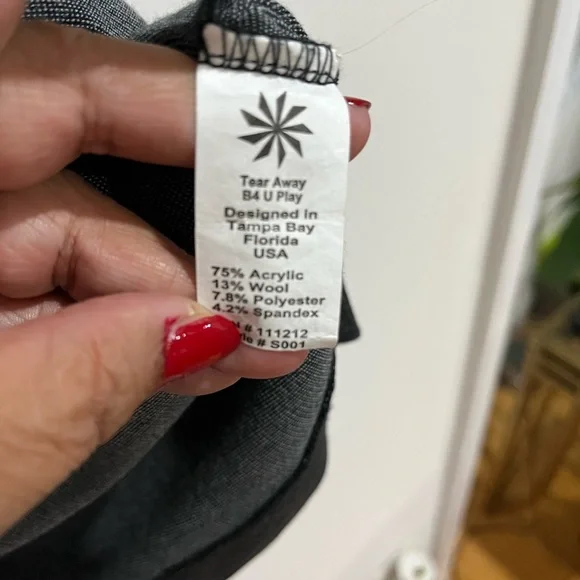 Tear Away
B4 U Play
Designed in
Tampa Bay
Florida
USA
75% Acrylic
13% Wool
7.8% Polyester
4.2% Spandex
# 111212
# S001